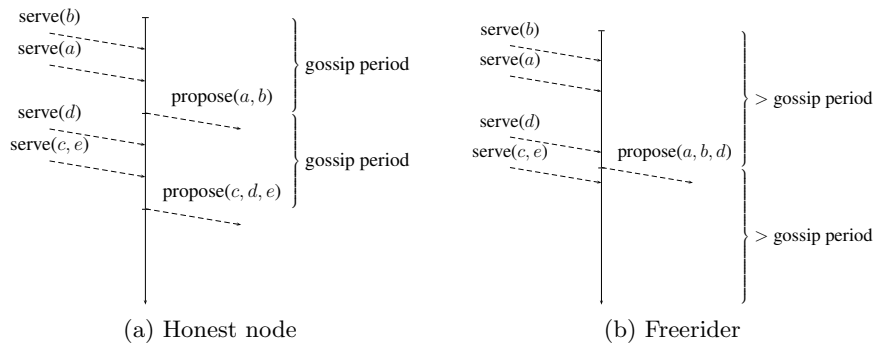 serve(b)
serve(a)
gossip period
propose(a, b)
serve(d)
serve(c, e)
gossip period
propose(c, d, e)
(a) Honest node
serve(b)
serve(a)
> gossip period
serve(d)
serve(c, e)
propose(a, b, d)
> gossip period
(b) Freerider